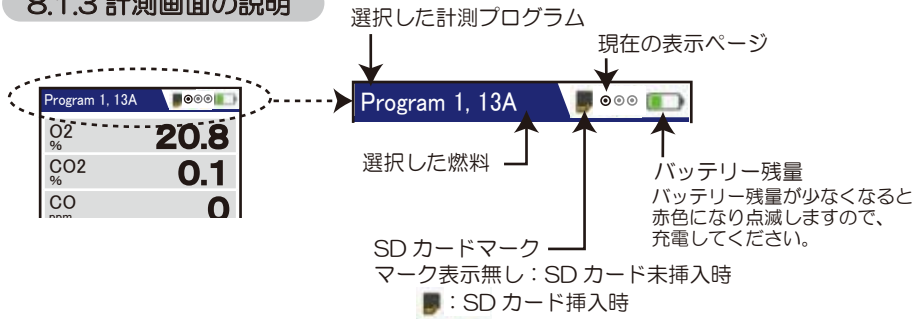 8.1.3 計測画面の説明
選択した計測プログラム
現在の表示ページ
Program 1, 13A
Program 1, 13A
O2
%
20.8
CO2
%
0.1
CO
ppm
0
選択した燃料
バッテリー残量
バッテリー残量が少なくなると
赤色になり点滅しますので、
充電してください。
SD カードマーク
マーク表示無し：SD カード未挿入時
：SD カード挿入時